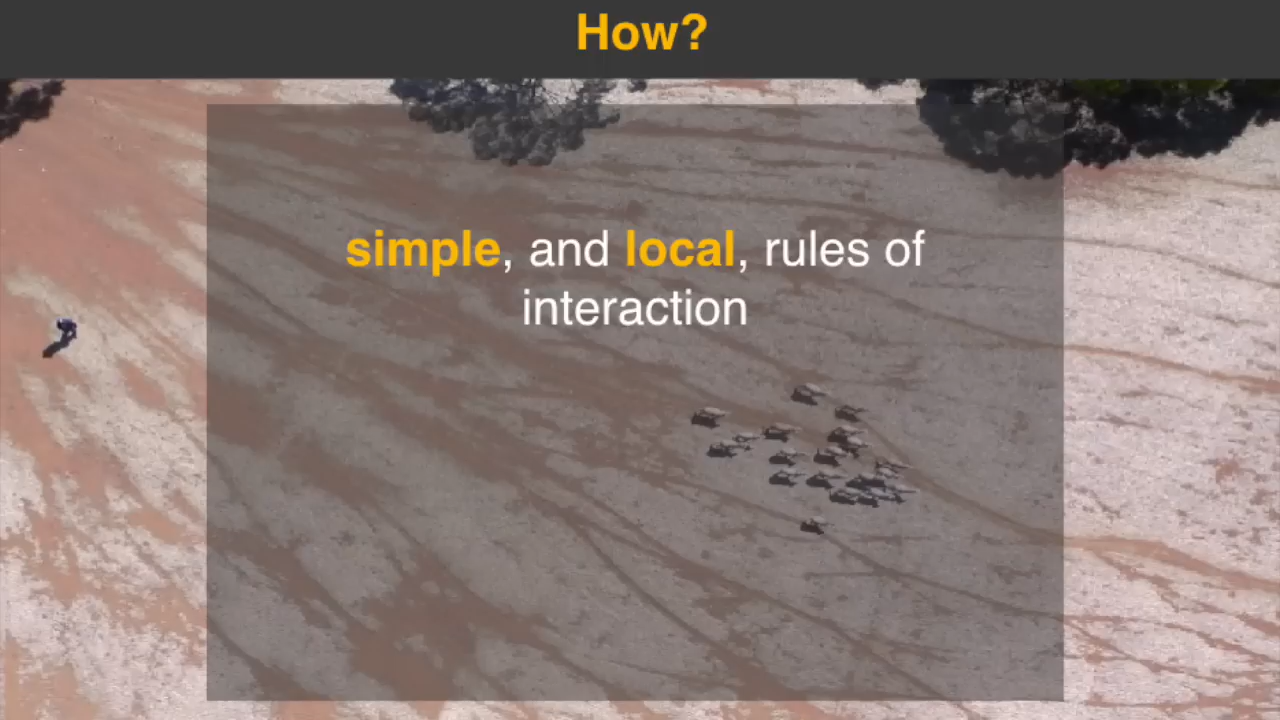 How?
simple, and local, rules of
interaction